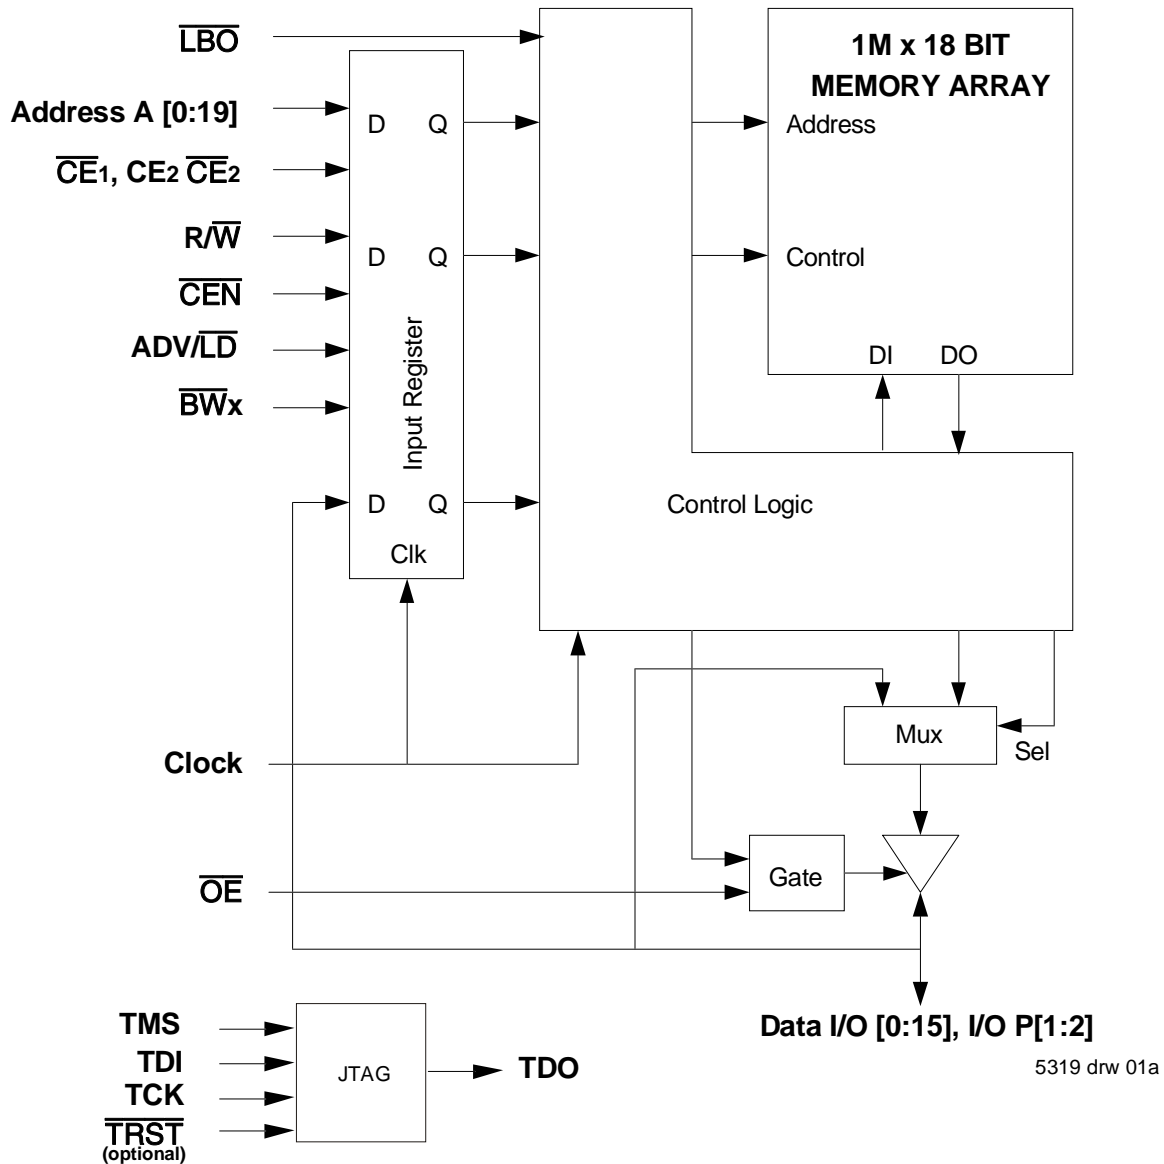 LBO
1M x 18 BIT
MEMORY ARRAY
Address A [0:19]
D Q
Address
CE1, CE2 CE2
R/W
D Q
Control
CEN
Input Register
ADV/LD
DI DO
BWx
D Q
Control Logic
Clk
Mux
Sel
Clock
Gate
OE
Data I/O [0:15], I/O P[1:2]
5319 drw 01a
TMS
TDI
JTAG
TDO
TCK
TRST
(optional)